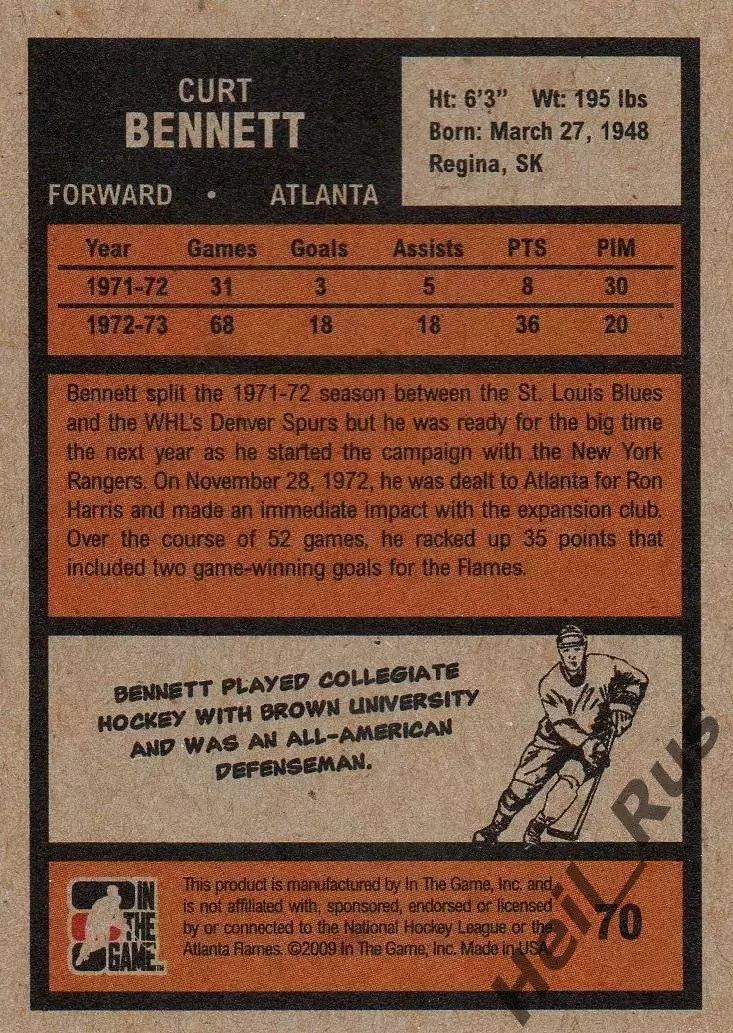 CURT
BENNETT
FORWARD • ATLANTA
Ht: 6'3" Wt: 195 lbs
Born: March 27, 1948
Regina, SK
Year Games Goals Assists PTS PIM
1971-72 31 3 5 8 30
1972-73 68 18 18 36 20
Bennett split the 1971-72 season between the St. Louis Blues
and the WHL's Denver Spurs but he was ready for the big time
the next year as he started the campaign with the New York
Rangers. On November 28, 1972, he was dealt to Atlanta for Ron
Harris and made an immediate impact with the expansion club.
Over the course of 52 games, he racked up 35 points that
included two game-winning goals for the Flames.
BENNETT PLAYED COLLEGIATE
HOCKEY WITH BROWN UNIVERSITY
AND WAS AN ALL-AMERICAN
DEFENSEMAN.
IN
THE
GAME™
This product is manufactured by In The Game, Inc. and
is not affiliated with, sponsored, endorsed or licensed
by or connected to the National Hockey League or the
Atlanta Flames. ©2009 In The Game, Inc. Made in USA.
70
Heil_Rus